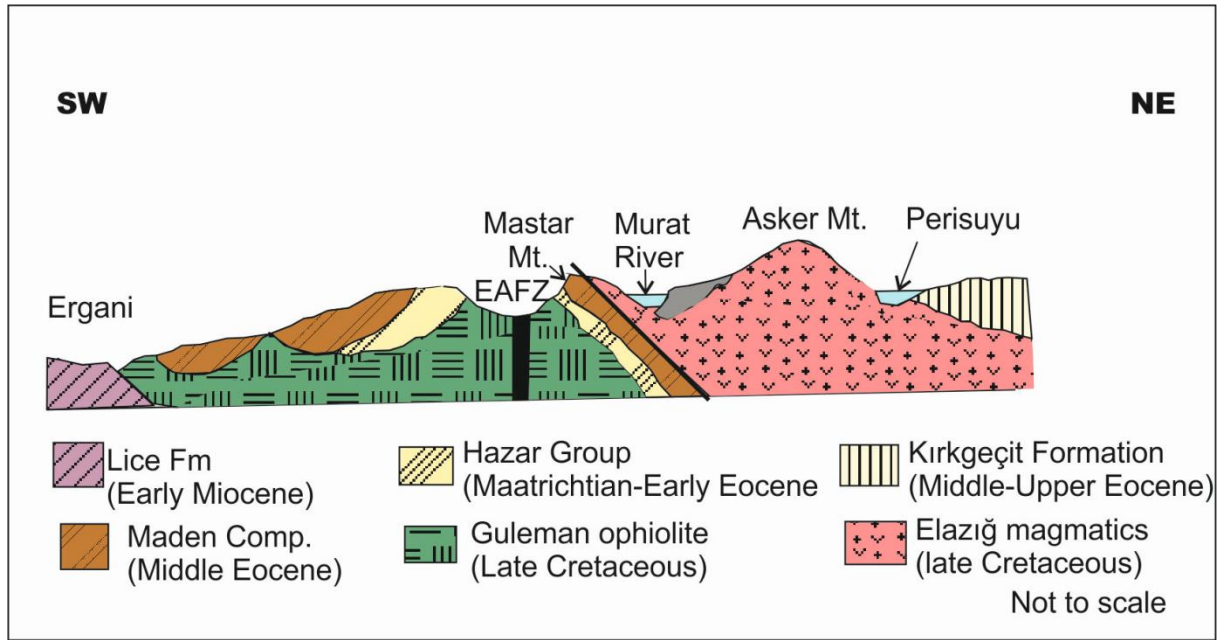 SW
NE
Mastar
Mt.
EAFZ
Murat
River
Asker Mt.
Perisuyu
Ergani
Lice Fm
(Early Miocene)
Hazar Group
(Maatrichtian-Early Eocene
Kırkgeçit Formation
(Middle-Upper Eocene)
Maden Comp.
(Middle Eocene)
Guleman ophiolite
(Late Cretaceous)
Elazığ magmatics
(late Cretaceous)
Not to scale